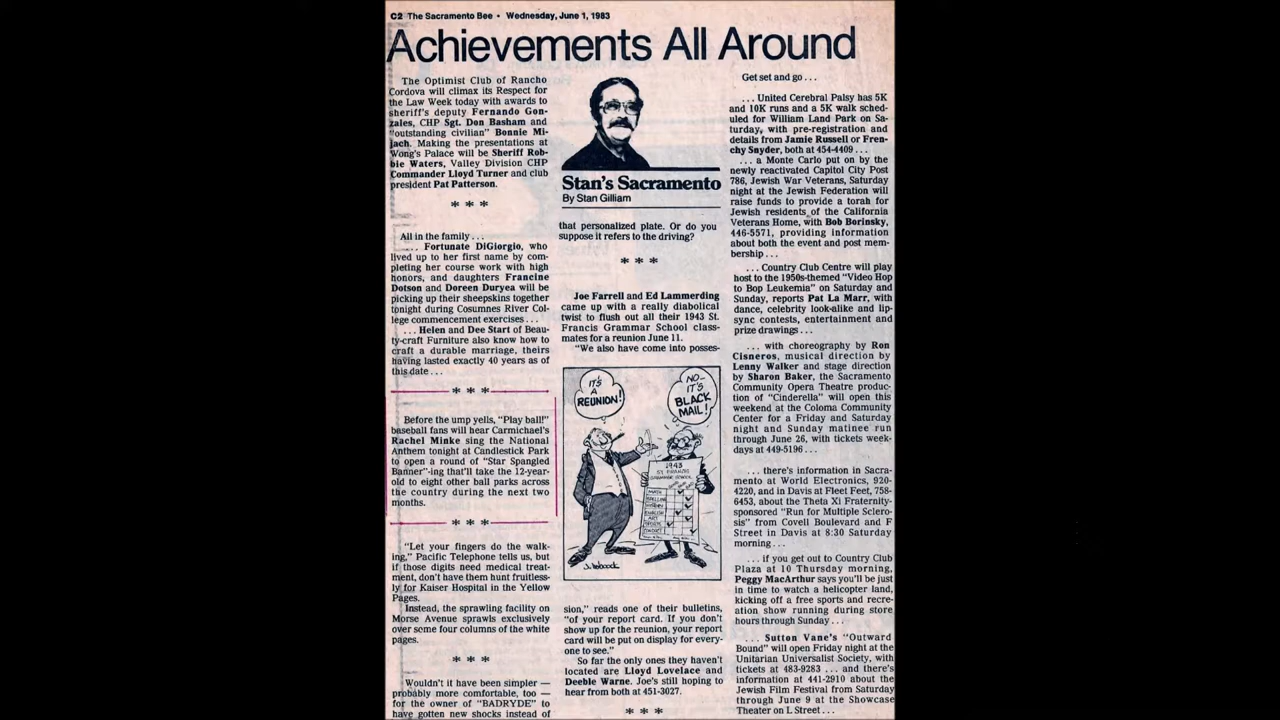 C2 The Sacramento Bee • Wednesday, June 1, 1983
Achievements All Around
The Optimist Club of Rancho
Cordova will climax its Respect for
the Law Week today with awards to
sheriff's deputy Fernando Gon-
zales, CHP Sgt. Don Basham and
"outstanding civilian" Bonnie Mi-
jach. Making the presentations at
Wong's Palace will be Sheriff Rob-
bie Waters, Valley Division CHP
Commander Lloyd Turner and club
president Pat Patterson.
* * *
All in the family . . .
. . . Fortunate DiGiorgio, who
lived up to her first name by com-
pleting her course work with high
honors, and daughters Francine
Dotson and Doreen Duryea will be
picking up their sheepskins together
tonight during Cosumnes River Col-
lege commencement exercises . . .
. . . Helen and Dee Start of Beau-
ty-craft Furniture also know how to
craft a durable marriage, theirs
having lasted exactly 40 years as of
this date . . .
* * *
Before the ump yells, "Play ball!"
baseball fans will hear Carmichael's
Rachel Minke sing the National
Anthem tonight at Candlestick Park
to open a round of "Star Spangled
Banner"-ing that'll take the 12-year-
old to eight other ball parks across
the country during the next two
months.
* * *
"Let your fingers do the walk-
ing," Pacific Telephone tells us, but
if those digits need medical treat-
ment, don't have them hunt fruitless-
ly for Kaiser Hospital in the Yellow
Pages.
Instead, the sprawling facility on
Morse Avenue sprawls exclusively
over some four columns of the white
pages.
* * *
Wouldn't it have been simpler —
probably more comfortable, too —
for the owner of "BADRYDE" to
have gotten new shocks instead of
Stan's Sacramento
By Stan Gilliam
that personalized plate. Or do you
suppose it refers to the driving?
* * *
Joe Farrell and Ed Lammerding
came up with a really diabolical
twist to flush out all their 1943 St.
Francis Grammar School class-
mates for a reunion June 11.
"We also have come into posses-
IT'S
A
REUNION!
NO–
IT'S
BLACK
MAIL!
1943
ST. FRANCIS
GRAMMAR SCHOOL
MATH
SPELLING
HISTORY
ENGLISH
ART
SPORTS
CONDUCT
sion," reads one of their bulletins,
"of your report card. If you don't
show up for the reunion, your report
card will be put on display for every-
one to see."
So far the only ones they haven't
located are Lloyd Lovelace and
Deeble Warne. Joe's still hoping to
hear from both at 451-3027.
* * *
Get set and go . . .
. . . United Cerebral Palsy has 5K
and 10K runs and a 5K walk sched-
uled for William Land Park on Sa-
turday, with pre-registration and
details from Jamie Russell or Fren-
chy Snyder, both at 454-4409 . . .
. . . a Monte Carlo put on by the
newly reactivated Capitol City Post
786, Jewish War Veterans, Saturday
night at the Jewish Federation will
raise funds to provide a torah for
Jewish residents of the California
Veterans Home, with Bob Borinsky,
446-5571, providing information
about both the event and post mem-
bership . . .
. . . Country Club Centre will play
host to the 1950s-themed "Video Hop
to Bop Leukemia" on Saturday and
Sunday, reports Pat La Marr, with
dance, celebrity look-alike and lip-
sync contests, entertainment and
prize drawings . . .
. . . with choreography by Ron
Cisneros, musical direction by
Lenny Walker and stage direction
by Sharon Baker, the Sacramento
Community Opera Theatre produc-
tion of "Cinderella" will open this
weekend at the Coloma Community
Center for a Friday and Saturday
night and Sunday matinee run
through June 26, with tickets week-
days at 449-5196 . . .
. . . there's information in Sacra-
mento at World Electronics, 920-
4220, and in Davis at Fleet Feet, 758-
6453, about the Theta Xi Fraternity-
sponsored "Run for Multiple Sclero-
sis" from Covell Boulevard and F
Street in Davis at 8:30 Saturday
morning . . .
. . . if you get out to Country Club
Plaza at 10 Thursday morning,
Peggy MacArthur says you'll be just
in time to watch a helicopter land,
kicking off a free sports and recre-
ation show running during store
hours through Sunday . . .
. . . Sutton Vane's "Outward
Bound" will open Friday night at the
Unitarian Universalist Society, with
tickets at 483-9283 . . . and there's
information at 441-2910 about the
Jewish Film Festival from Saturday
through June 9 at the Showcase
Theater on L Street . . .